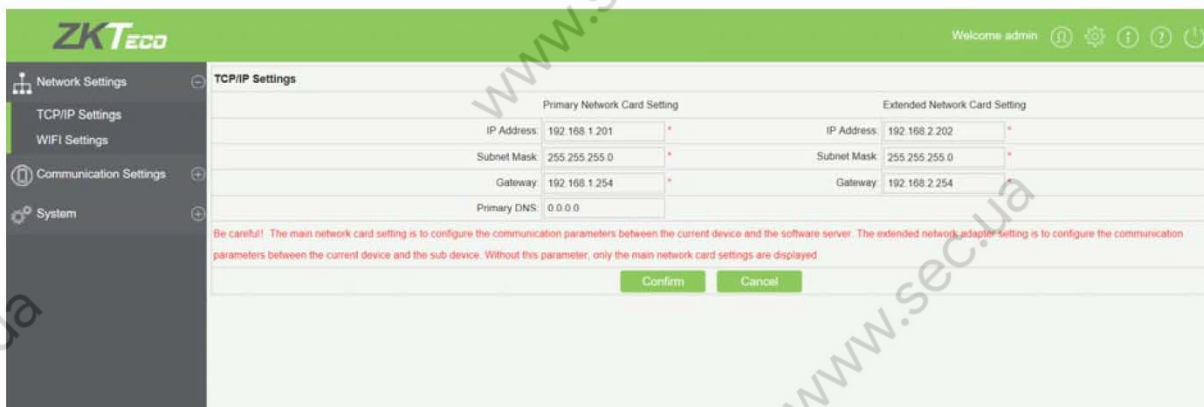 ZKTeco
Welcome admin
Network Settings
TCP/IP Settings
WIFI Settings
Communication Settings
System
TCP/IP Settings
Primary Network Card Setting Extended Network Card Setting
IP Address: 192.168.1.201 * IP Address: 192.168.2.202 *
Subnet Mask: 255.255.255.0 * Subnet Mask: 255.255.255.0 *
Gateway: 192.168.1.254 * Gateway: 192.168.2.254 *
Primary DNS: 0.0.0.0
Be careful! The main network card setting is to configure the communication parameters between the current device and the software server. The extended network adapter setting is to configure the communication
parameters between the current device and the sub device. Without this parameter, only the main network card settings are displayed
Confirm Cancel
www.s
www.sec.ua
www.sec.ua
ua